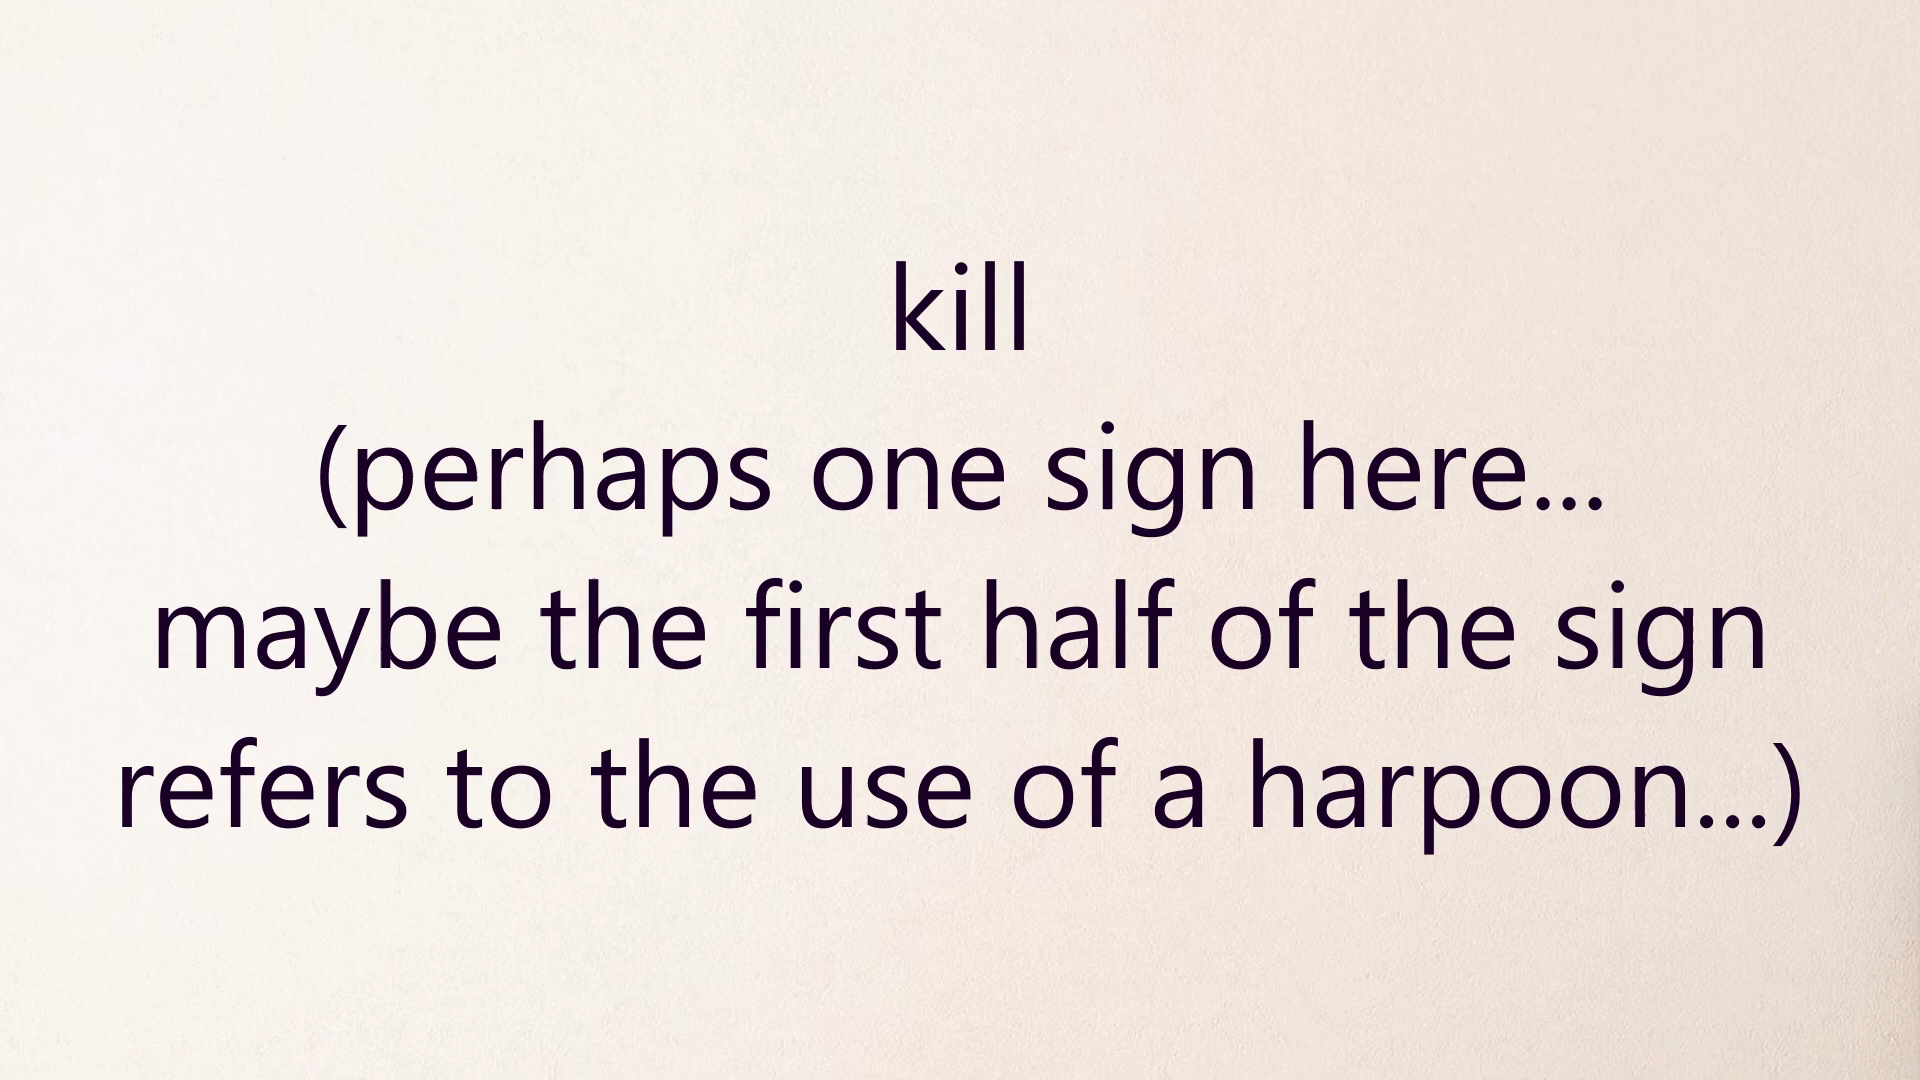 kill
(perhaps one sign here...
maybe the first half of the sign
refers to the use of a harpoon...)